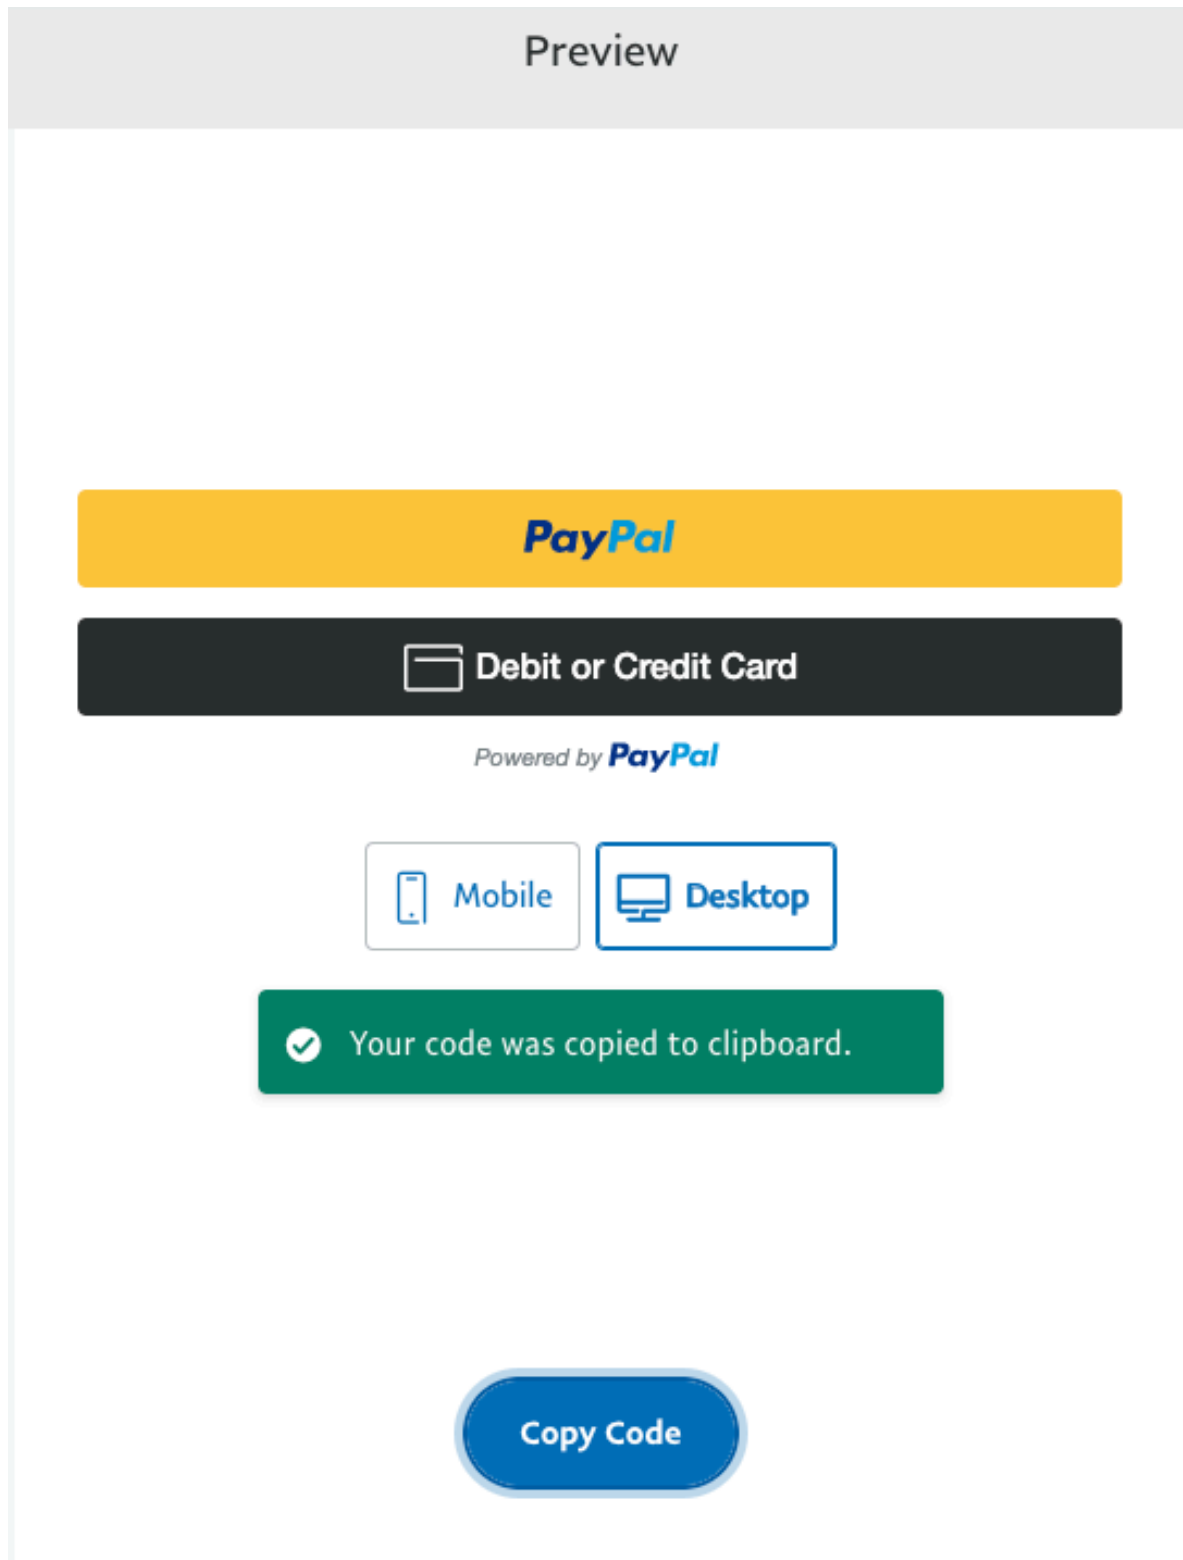 Preview
PayPal
Debit or Credit Card
Powered by PayPal
Mobile Desktop
Your code was copied to clipboard.
Copy Code